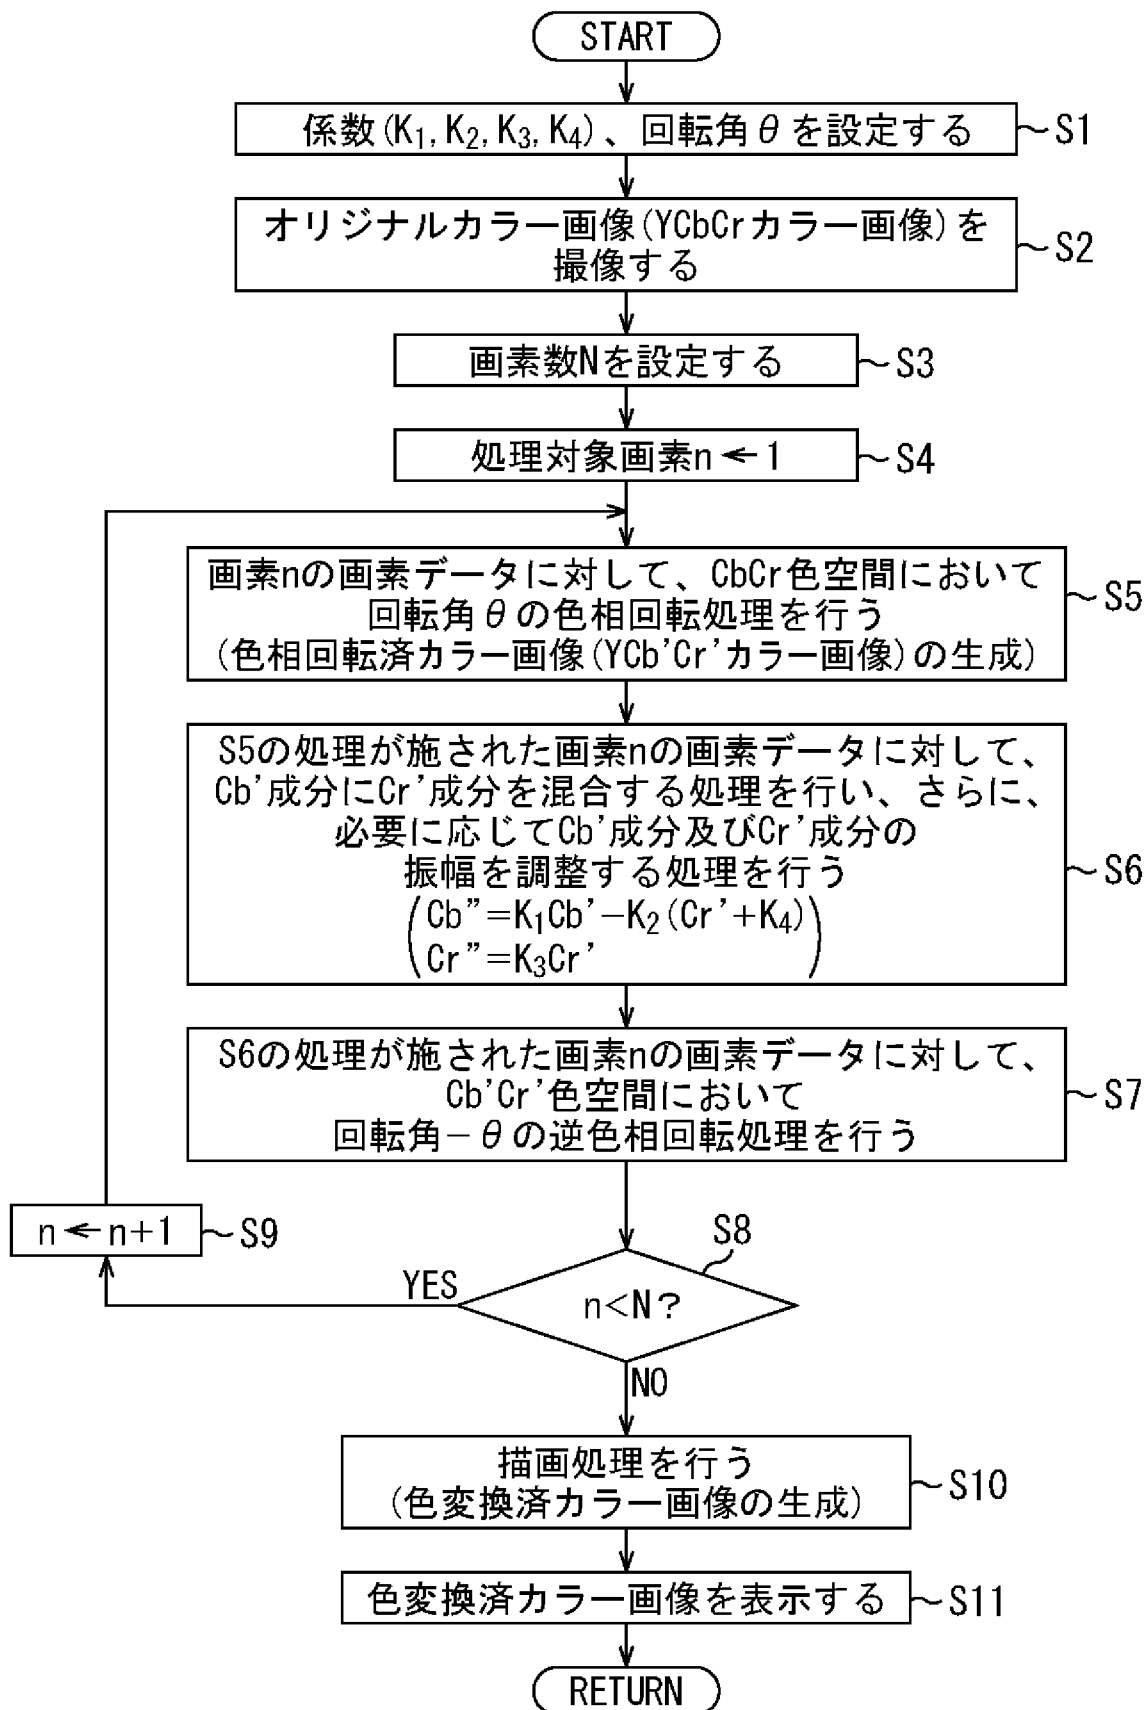 START
係数(K₁,K₂,K₃,K₄)、回転角θを設定する
S1
オリジナルカラー画像(YCbCrカラー画像)を
撮像する
S2
画素数Nを設定する
S3
処理対象画素n←1
S4
画素nの画素データに対して、CbCr色空間において
回転角θの色相回転処理を行う
(色相回転済カラー画像(YCb’Cr’カラー画像)の生成)
S5
S5の処理が施された画素nの画素データに対して、
Cb’成分にCr’成分を混合する処理を行い、さらに、
必要に応じてCb’成分及びCr’成分の
振幅を調整する処理を行う
Cb”=K₁Cb’−K₂(Cr’+K₄)
Cr”=K₃Cr’
S6
S6の処理が施された画素nの画素データに対して、
Cb’Cr’色空間において
回転角−θの逆色相回転処理を行う
S7
n←n+1
S9
S8
YES
n<N?
NO
描画処理を行う
(色変換済カラー画像の生成)
S10
色変換済カラー画像を表示する
S11
RETURN